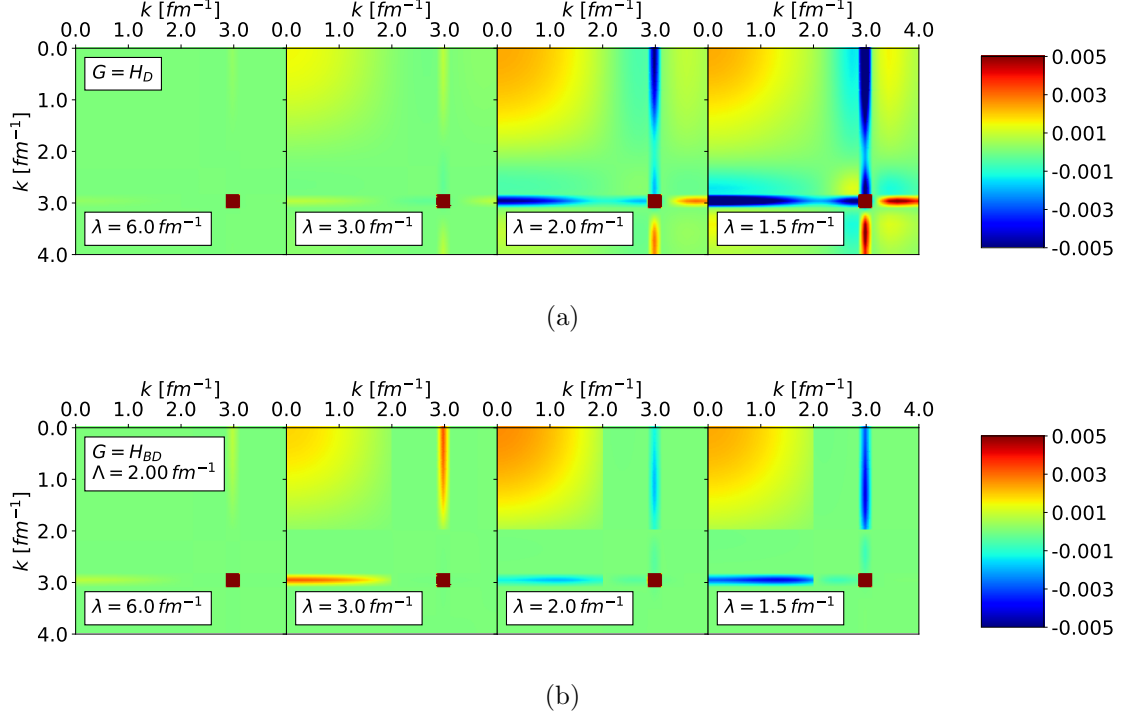 k [fm⁻¹] k [fm⁻¹] k [fm⁻¹] k [fm⁻¹]
0.0 1.0 2.0 3.0 0.0 1.0 2.0 3.0 0.0 1.0 2.0 3.0 0.0 1.0 2.0 3.0 4.0
k [fm⁻¹]
0.0
1.0
2.0
3.0
4.0
G = H_D
λ = 6.0 fm⁻¹
λ = 3.0 fm⁻¹
λ = 2.0 fm⁻¹
λ = 1.5 fm⁻¹
0.005
0.003
0.001
-0.001
-0.003
-0.005
(a)
k [fm⁻¹] k [fm⁻¹] k [fm⁻¹] k [fm⁻¹]
0.0 1.0 2.0 3.0 0.0 1.0 2.0 3.0 0.0 1.0 2.0 3.0 0.0 1.0 2.0 3.0 4.0
k [fm⁻¹]
0.0
1.0
2.0
3.0
4.0
G = H_BD
Λ = 2.00 fm⁻¹
λ = 6.0 fm⁻¹
λ = 3.0 fm⁻¹
λ = 2.0 fm⁻¹
λ = 1.5 fm⁻¹
0.005
0.003
0.001
-0.001
-0.003
-0.005
(b)